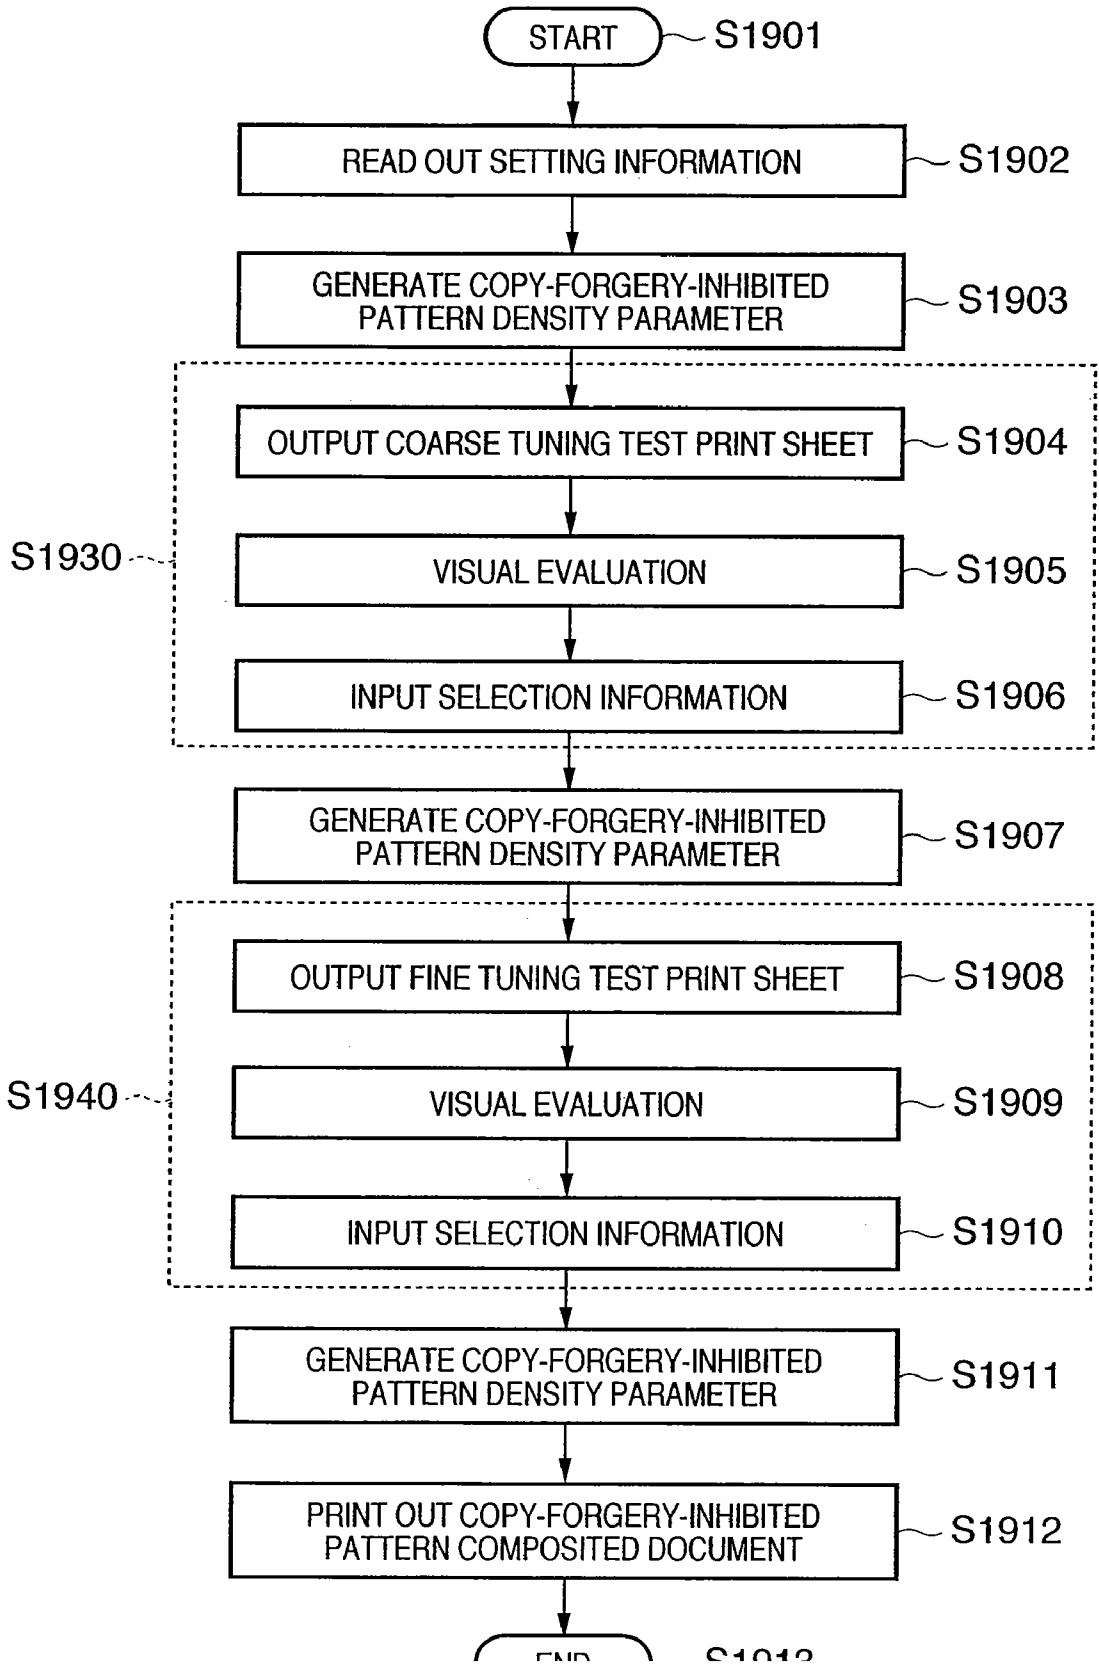 START
S1901
READ OUT SETTING INFORMATION
S1902
GENERATE COPY-FORGERY-INHIBITED
PATTERN DENSITY PARAMETER
S1903
OUTPUT COARSE TUNING TEST PRINT SHEET
S1904
S1930
VISUAL EVALUATION
S1905
INPUT SELECTION INFORMATION
S1906
GENERATE COPY-FORGERY-INHIBITED
PATTERN DENSITY PARAMETER
S1907
OUTPUT FINE TUNING TEST PRINT SHEET
S1908
S1940
VISUAL EVALUATION
S1909
INPUT SELECTION INFORMATION
S1910
GENERATE COPY-FORGERY-INHIBITED
PATTERN DENSITY PARAMETER
S1911
PRINT OUT COPY-FORGERY-INHIBITED
PATTERN COMPOSITED DOCUMENT
S1912
END
S1913